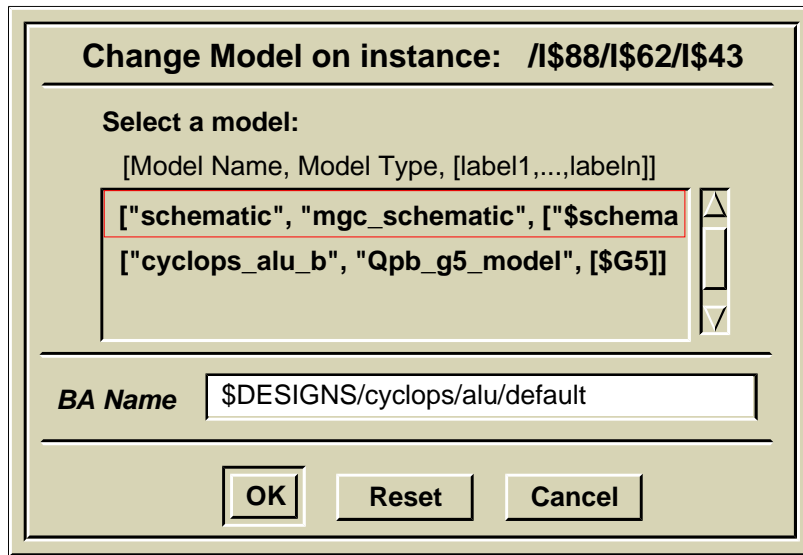 Change Model on instance: /I$88/I$62/I$43
Select a model:
[Model Name, Model Type, [label1,...,labeln]]
["schematic", "mgc_schematic", ["$schema
["cyclops_alu_b", "Qpb_g5_model", [$G5]]
BA Name $DESIGNS/cyclops/alu/default
OK Reset Cancel